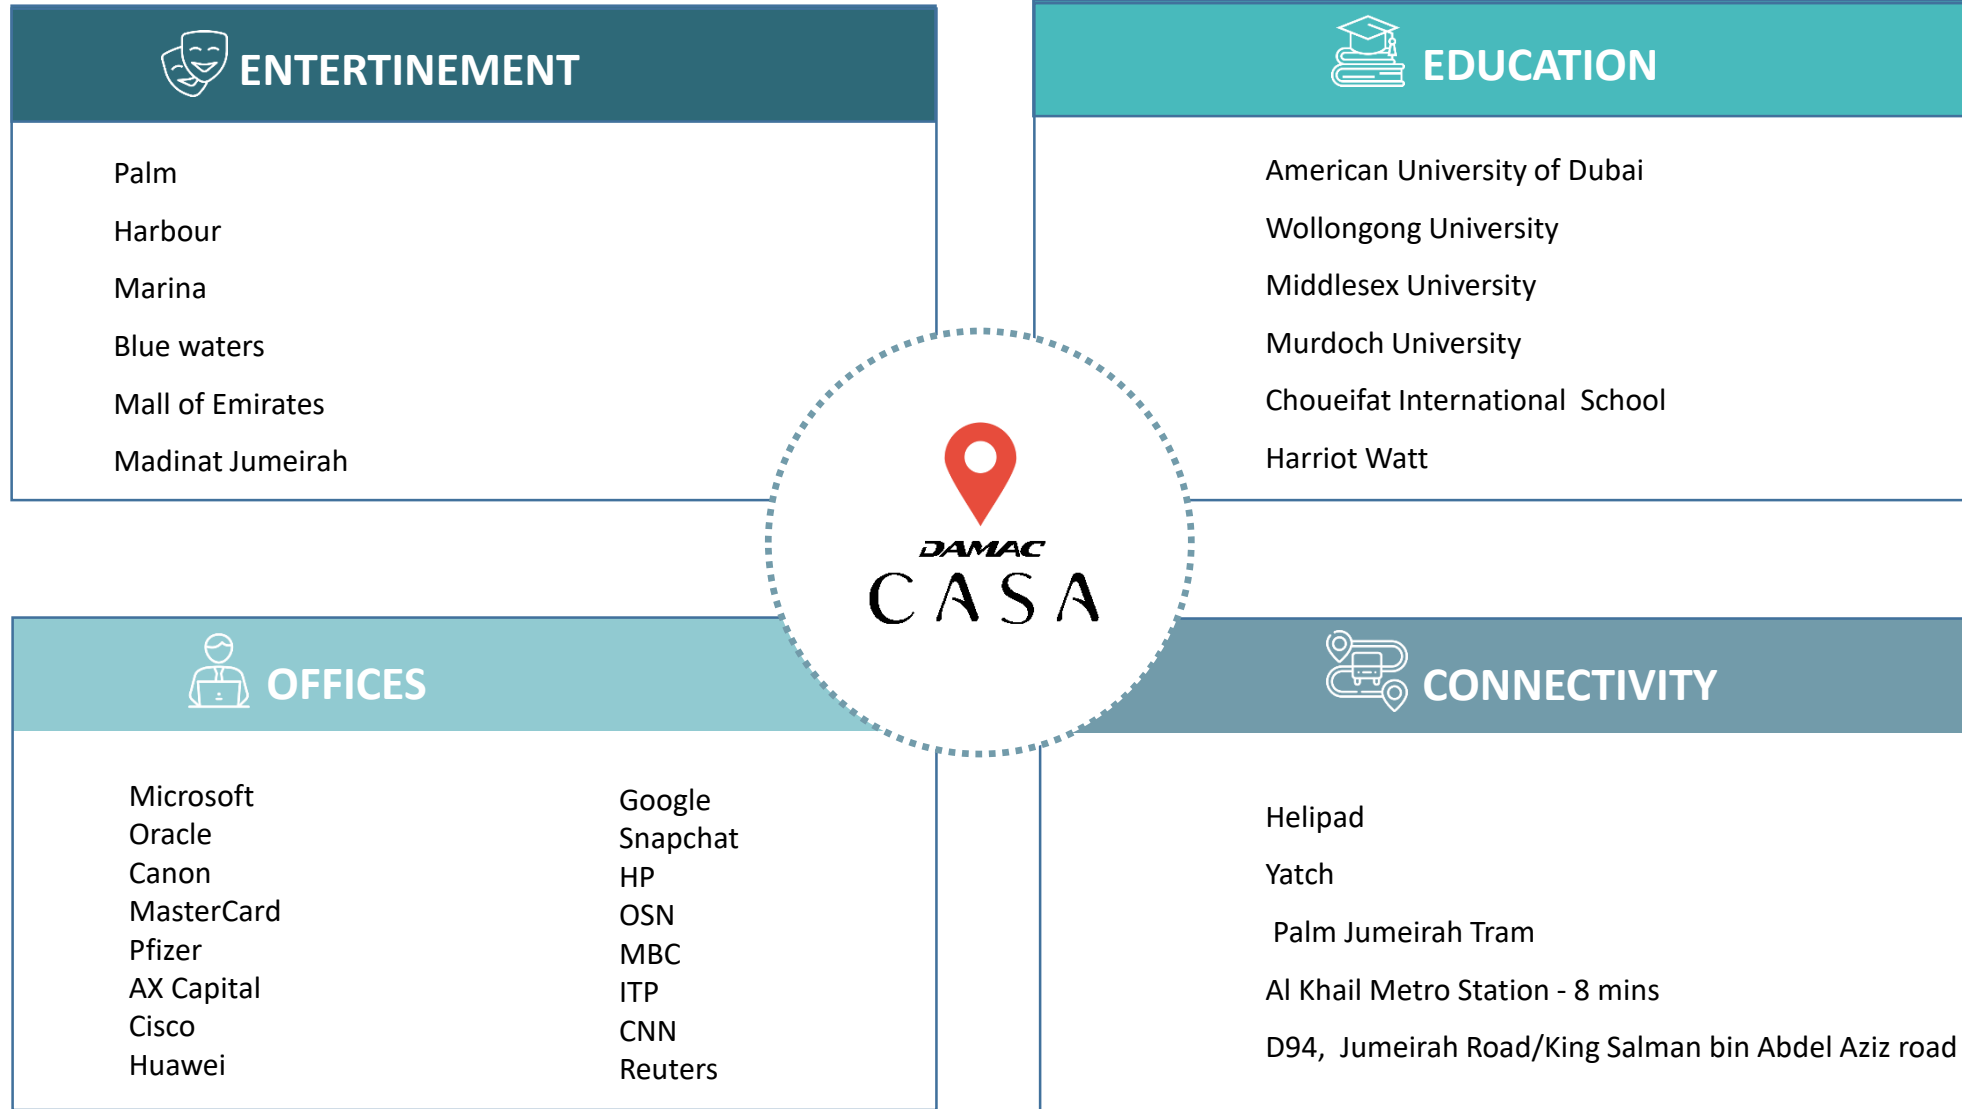 ENTERTINEMENT
Palm
Harbour
Marina
Blue waters
Mall of Emirates
Madinat Jumeirah
EDUCATION
American University of Dubai
Wollongong University
Middlesex University
Murdoch University
Choueifat International  School
Harriot Watt
DAMAC
CASA
OFFICES
Microsoft
Oracle
Canon
MasterCard
Pfizer
AX Capital
Cisco
Huawei
Google
Snapchat
HP
OSN
MBC
ITP
CNN
Reuters
CONNECTIVITY
Helipad
Yatch
Palm Jumeirah Tram
Al Khail Metro Station - 8 mins
D94,  Jumeirah Road/King Salman bin Abdel Aziz road